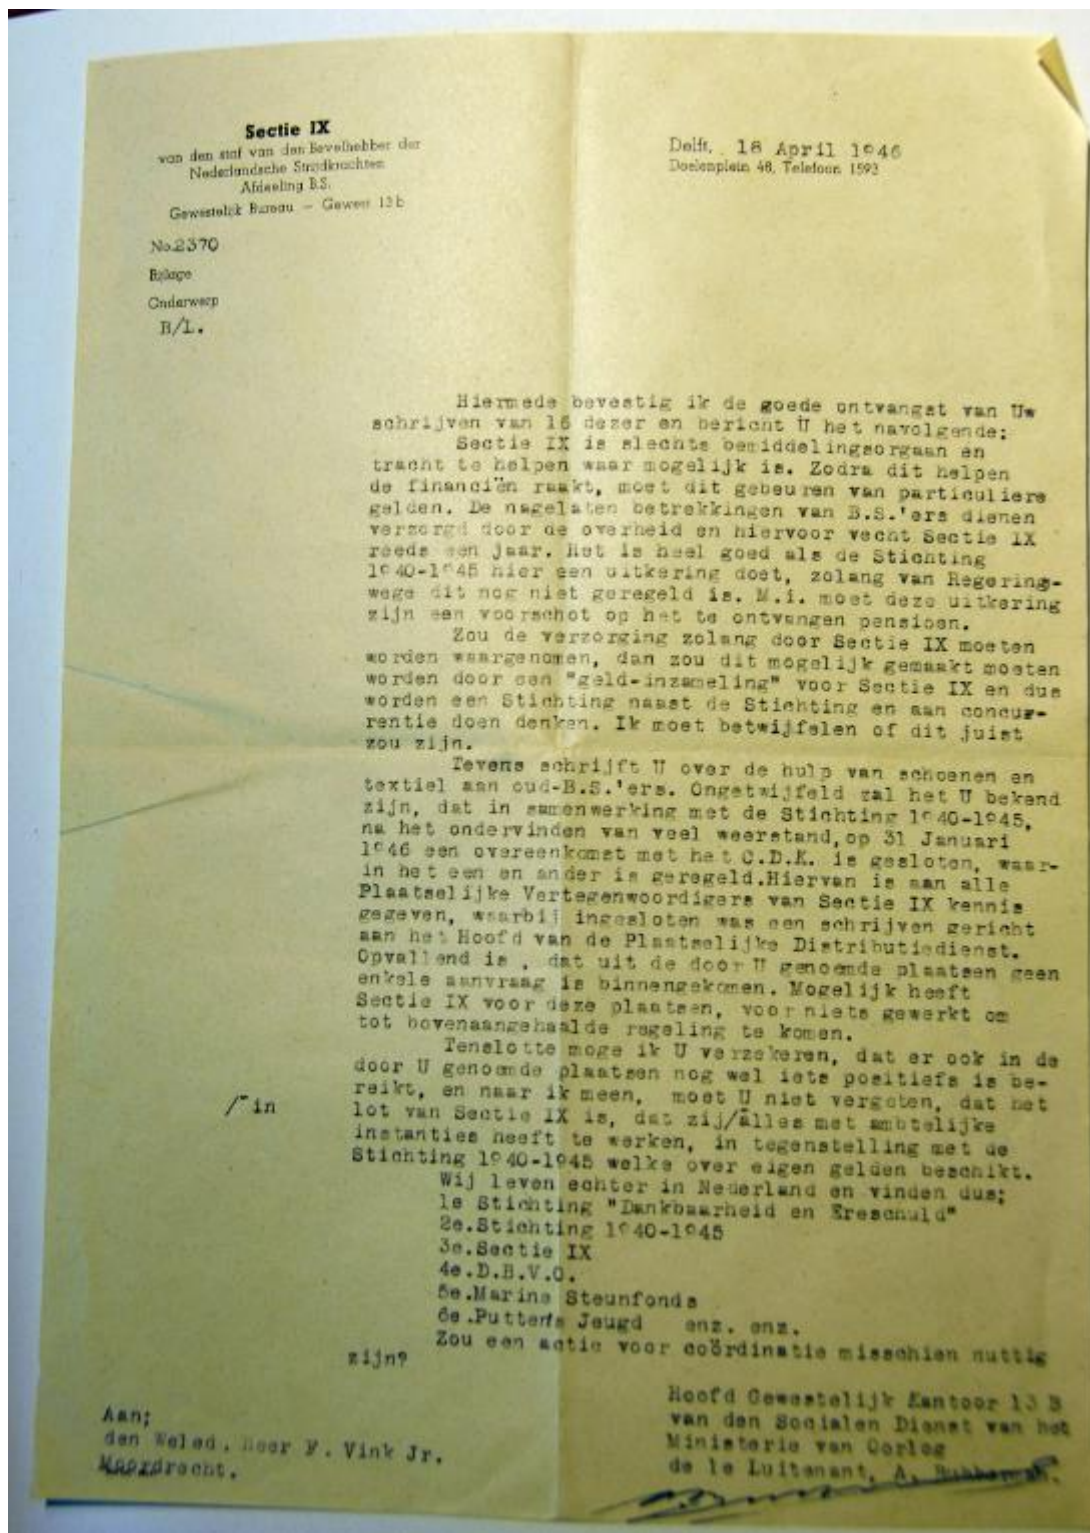 Sectie IX
van den staf van den Bevelhebber der
Nederlandsche Strijdkrachten
Afdeeling B.S.
Gewestelijk Bureau — Gewest 13b
Delft, 18 April 1946
Doelenplein 48, Telefoon 1593
No. 2370
Bijlage
Onderwerp
B/L.
Hiermede bevestig ik de goede ontvangst van Uw
schrijven van 16 dezer en bericht U het navolgende;
Sectie IX is slechts bemiddelingsorgaan en
tracht te helpen waar mogelijk is. Zodra dit helpen
de financiën raakt, moet dit gebeuren van particuliere
gelden. De nagelaten betrekkingen van B.S.'ers dienen
verzorgd door de overheid en hiervoor vecht Sectie IX
reeds een jaar. Het is heel goed als de Stichting
1940-1945 hier een uitkering doet, zolang van Regering-
wege dit nog niet geregeld is. M.i. moet deze uitkering
zijn een voorschot op het te ontvangen pensioen.
Zou de verzorging zolang door Sectie IX moeten
worden waargenomen, dan zou dit mogelijk gemaakt moeten
worden door een "geld-inzameling" voor Sectie IX en dus
worden een Stichting naast de Stichting en aan concur-
rentie doen denken. Ik moet betwijfelen of dit juist
zou zijn.
Tevens schrijft U over de hulp van schoenen en
textiel aan oud-B.S.'ers. Ongetwijfeld zal het U bekend
zijn, dat in samenwerking met de Stichting 1940-1945,
na het ondervinden van veel weerstand, op 31 Januari
1946 een overeenkomst met het C.D.K. is gesloten, waar-
in het een en ander is geregeld. Hiervan is aan alle
Plaatselijke Vertegenwoordigers van Sectie IX kennis
gegeven, waarbij ingesloten was een schrijven gericht
aan het Hoofd van de Plaatselijke Distributiedienst.
Opvallend is , dat uit de door U genoemde plaatsen geen
enkele aanvraag is binnengekomen. Mogelijk heeft
Sectie IX voor deze plaatsen, voor niets gewerkt om
tot bovenaangehaalde regeling te komen.
Tenslotte moge ik U verzekeren, dat er ook in de
door U genoemde plaatsen nog wel iets positiefs is be-
reikt, en naar ik meen, moet U niet vergeten, dat het
/ in lot van Sectie IX is, dat zij/alles met ambtelijke
instanties heeft te werken, in tegenstelling met de
Stichting 1940-1945 welke over eigen gelden beschikt.
Wij leven echter in Nederland en vinden dus;
1e Stichting "Dankbaarheid en Ereschuld"
2e.Stichting 1940-1945
3e.Sectie IX
4e.D.B.V.O.
5e.Marine Steunfonds
6e.Putten's Jeugd enz. enz.
Zou een actie voor coördinatie misschien nuttig
zijn?
Hoofd Gewestelijk Kantoor 13 B
van den Socialen Dienst van het
Ministerie van Oorlog
de 1e Luitenant, A.
Aan;
den Weled. Heer F. Vink Jr.
Moordrecht.